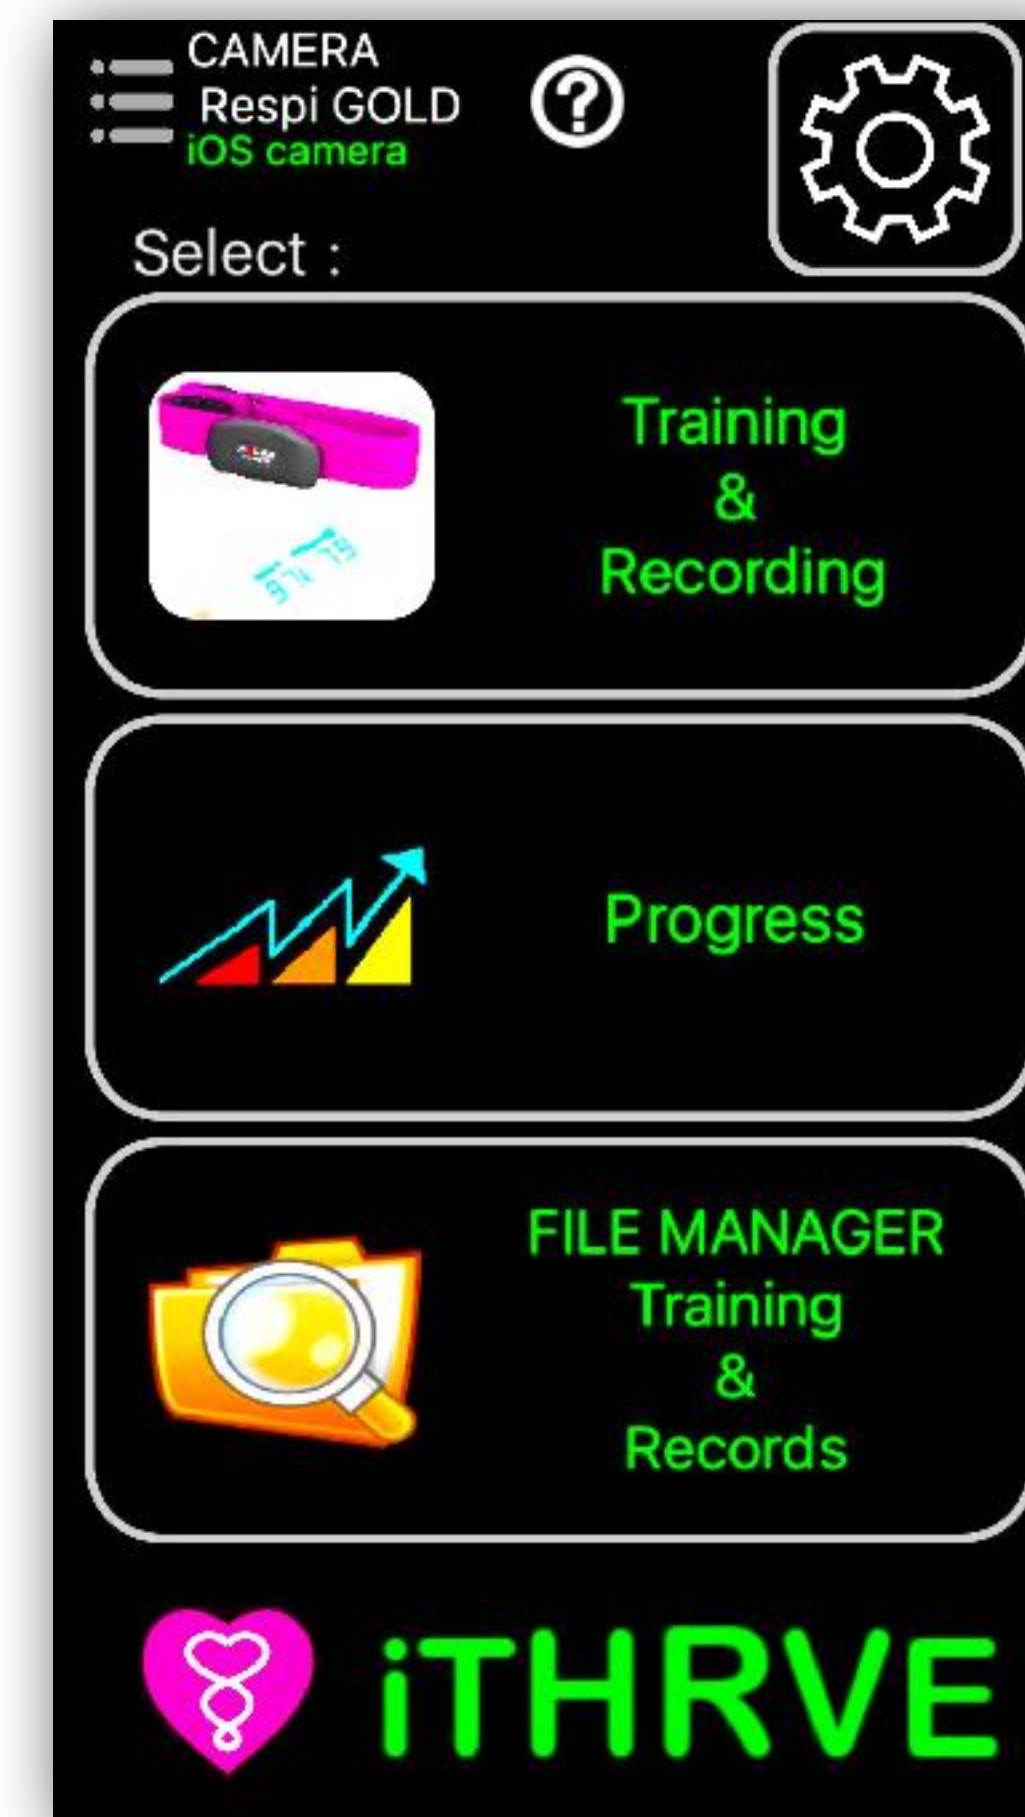 CAMERA
Respi GOLD
iOS camera
?
Select :
Training
&
Recording
Progress
FILE MANAGER
Training
&
Records
iTHRVE